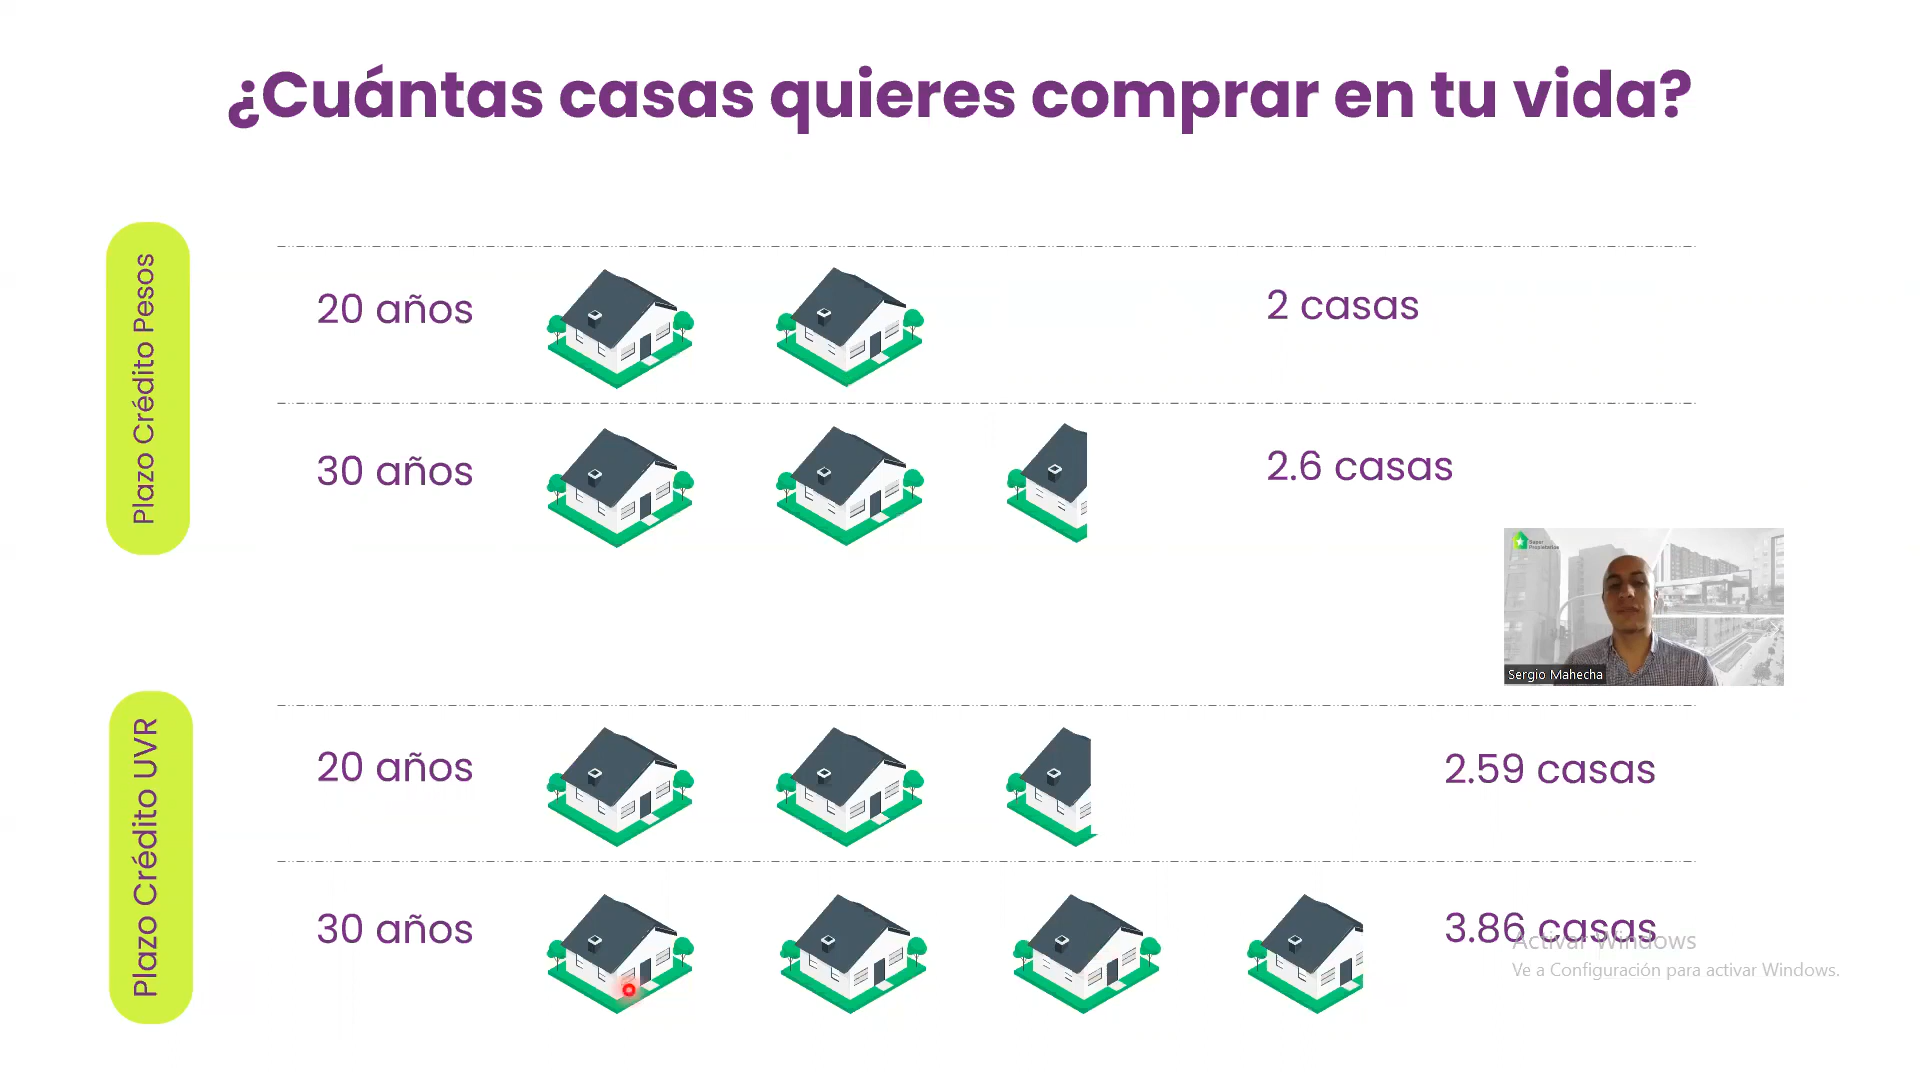 ¿Cuántas casas quieres comprar en tu vida?
Plazo Crédito Pesos
20 años
2 casas
30 años
2.6 casas
Super
Propietarios
Sergio Mahecha
Plazo Crédito UVR
20 años
2.59 casas
30 años
3.86 casas
Activar Windows
Ve a Configuración para activar Windows.